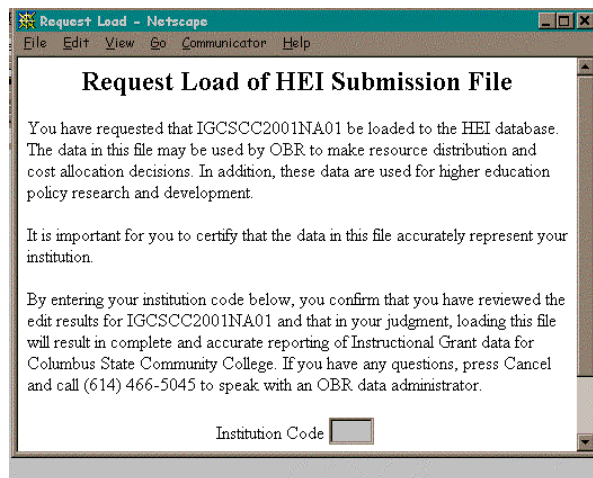 Request Load - Netscape
File Edit View Go Communicator Help
Request Load of HEI Submission File
You have requested that IGCSCC2001NA01 be loaded to the HEI database.
The data in this file may be used by OBR to make resource distribution and
cost allocation decisions. In addition, these data are used for higher education
policy research and development.
It is important for you to certify that the data in this file accurately represent your
institution.
By entering your institution code below, you confirm that you have reviewed the
edit results for IGCSCC2001NA01 and that in your judgment, loading this file
will result in complete and accurate reporting of Instructional Grant data for
Columbus State Community College. If you have any questions, press Cancel
and call (614) 466-5045 to speak with an OBR data administrator.
Institution Code